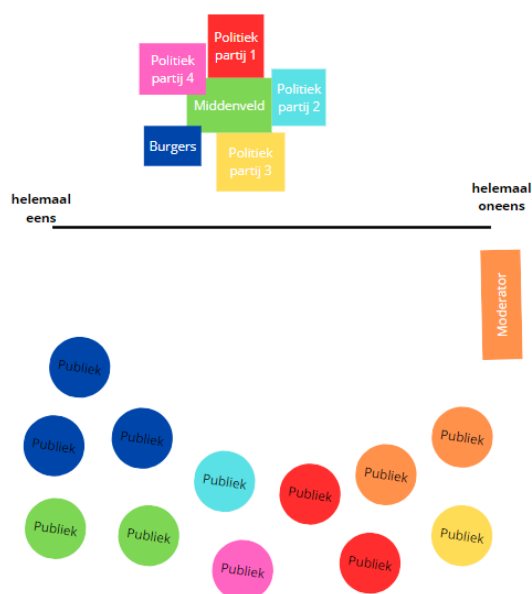 Politiek
partij 1
Politiek
partij 4
Politiek
partij 2
Middenveld
Burgers
Politiek
partij 3
helemaal
eens
helemaal
oneens
Moderator
Publiek
Publiek
Publiek
Publiek
Publiek
Publiek
Publiek
Publiek
Publiek
Publiek
Publiek
Publiek